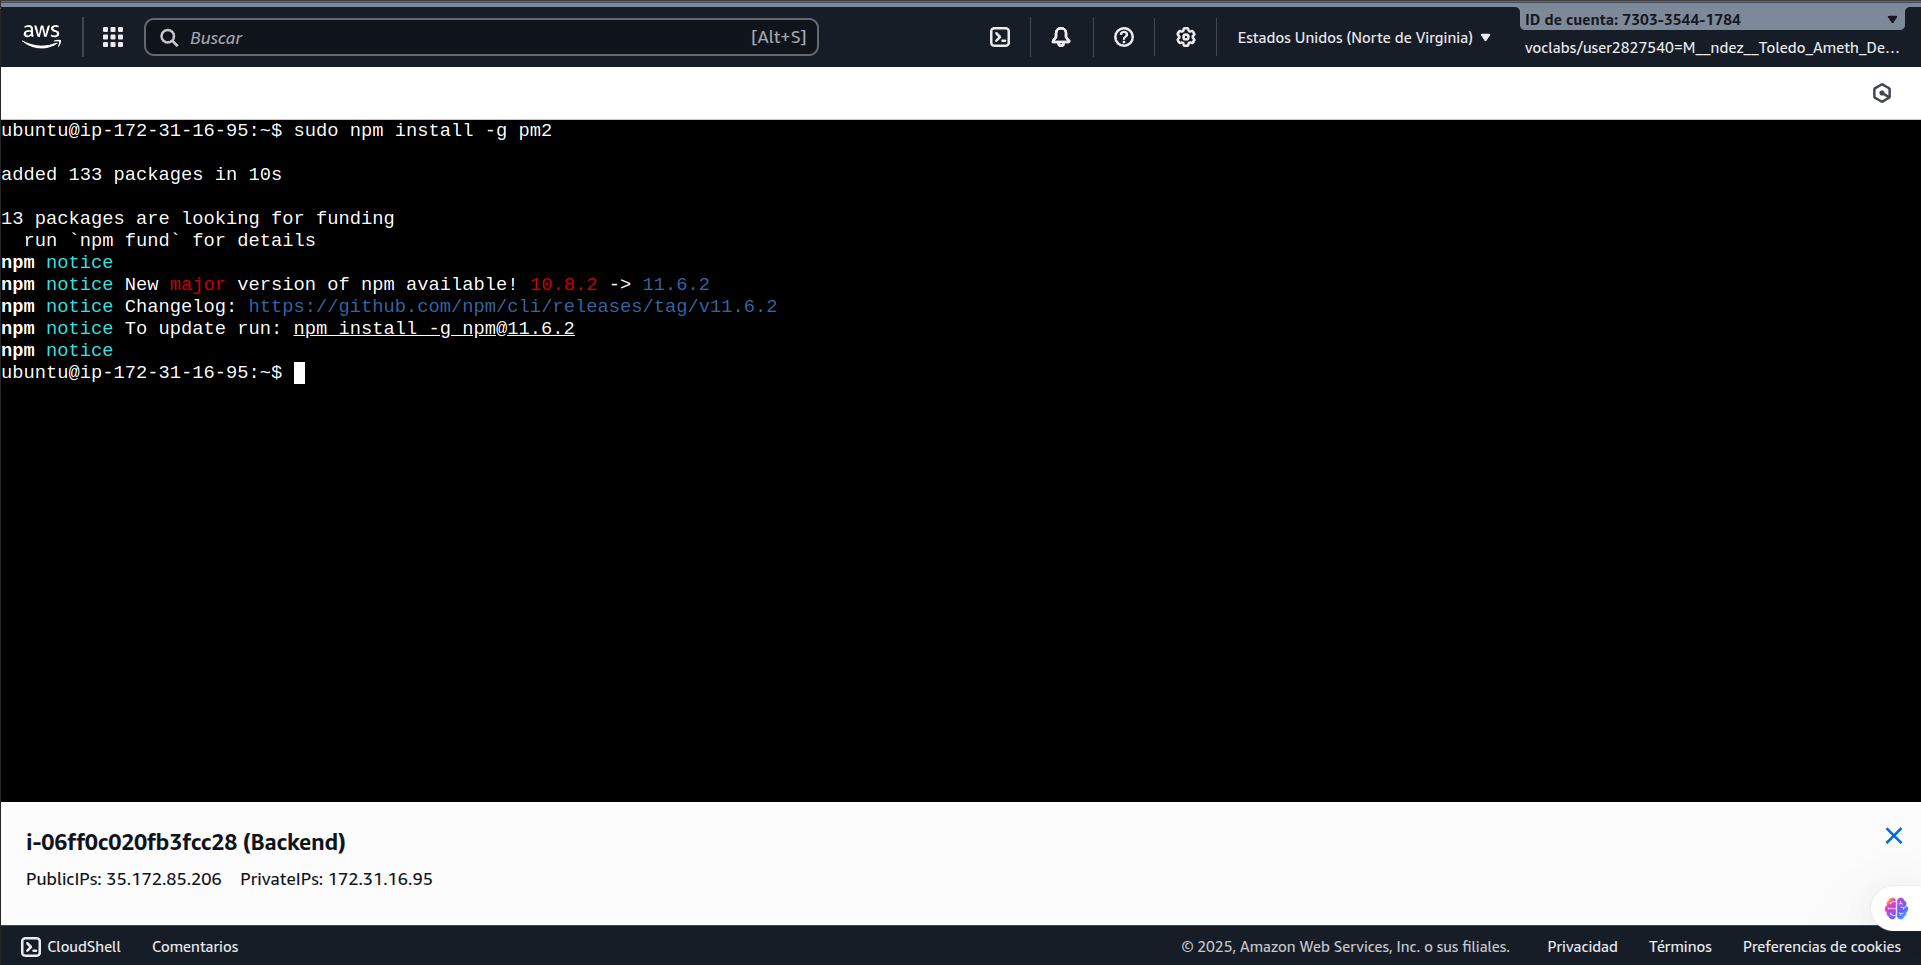 aws
Buscar [Alt+S]
Estados Unidos (Norte de Virginia)
ID de cuenta: 7303-3544-1784
voclabs/user2827540=M__ndez__Toledo_Ameth_De...
ubuntu@ip-172-31-16-95:~$ sudo npm install -g pm2
added 133 packages in 10s
13 packages are looking for funding
  run `npm fund` for details
npm notice
npm notice New major version of npm available! 10.8.2 -> 11.6.2
npm notice Changelog: https://github.com/npm/cli/releases/tag/v11.6.2
npm notice To update run: npm install -g npm@11.6.2
npm notice
ubuntu@ip-172-31-16-95:~$
i-06ff0c020fb3fcc28 (Backend)
PublicIPs: 35.172.85.206 PrivateIPs: 172.31.16.95
CloudShell Comentarios © 2025, Amazon Web Services, Inc. o sus filiales. Privacidad Términos Preferencias de cookies